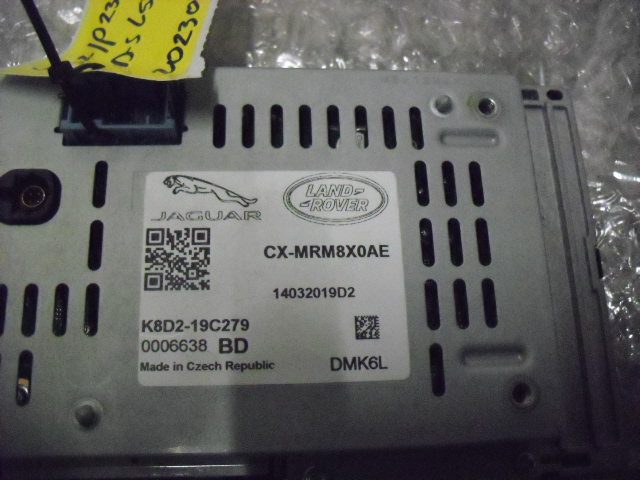 JAGUAR
LAND-
-ROVER
CX-MRM8X0AE
14032019D2
K8D2-19C279
0006638 BD
Made in Czech Republic
DMK6L